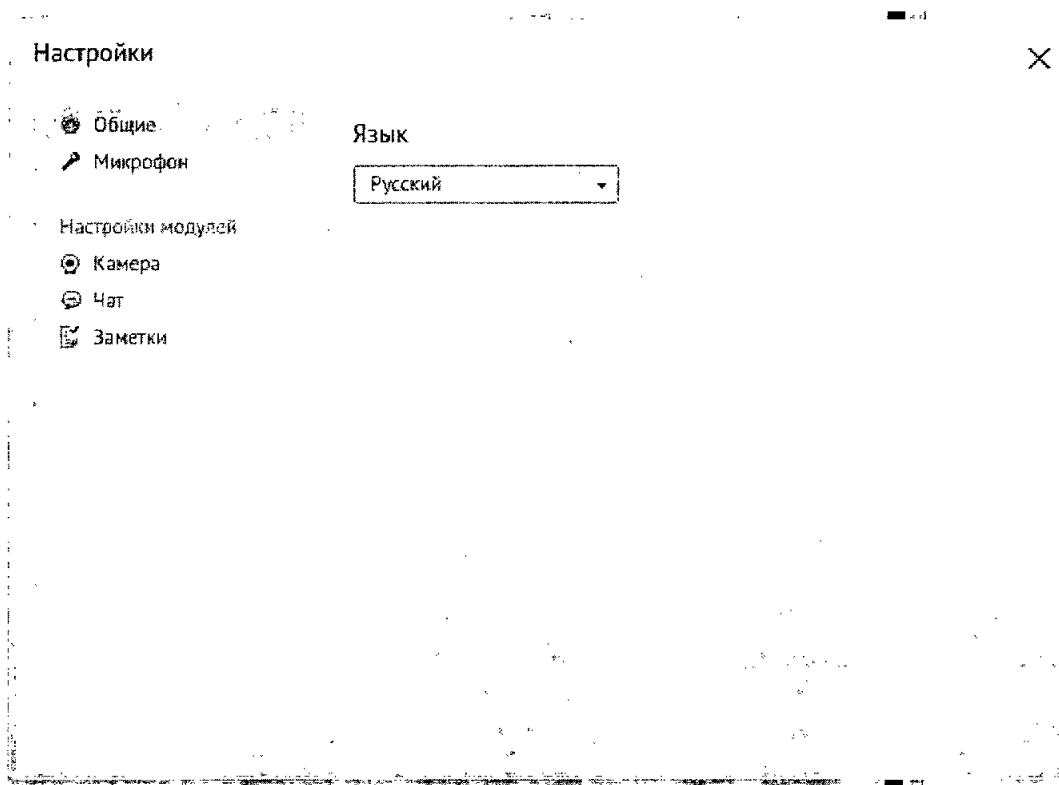 Настройки
Общие
Микрофон
Настройки модулей
Камера
Чат
Заметки
Язык
Русский